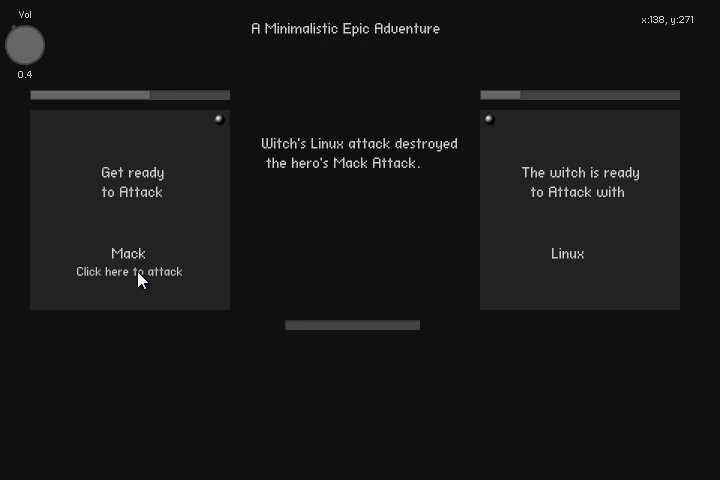 Vol
A Minimalistic Epic Adventure
x:138, y:271
0.4
Witch's Linux attack destroyed
the hero's Mack Attack.
Get ready
to Attack
Mack
Click here to attack
The witch is ready
to Attack with
Linux